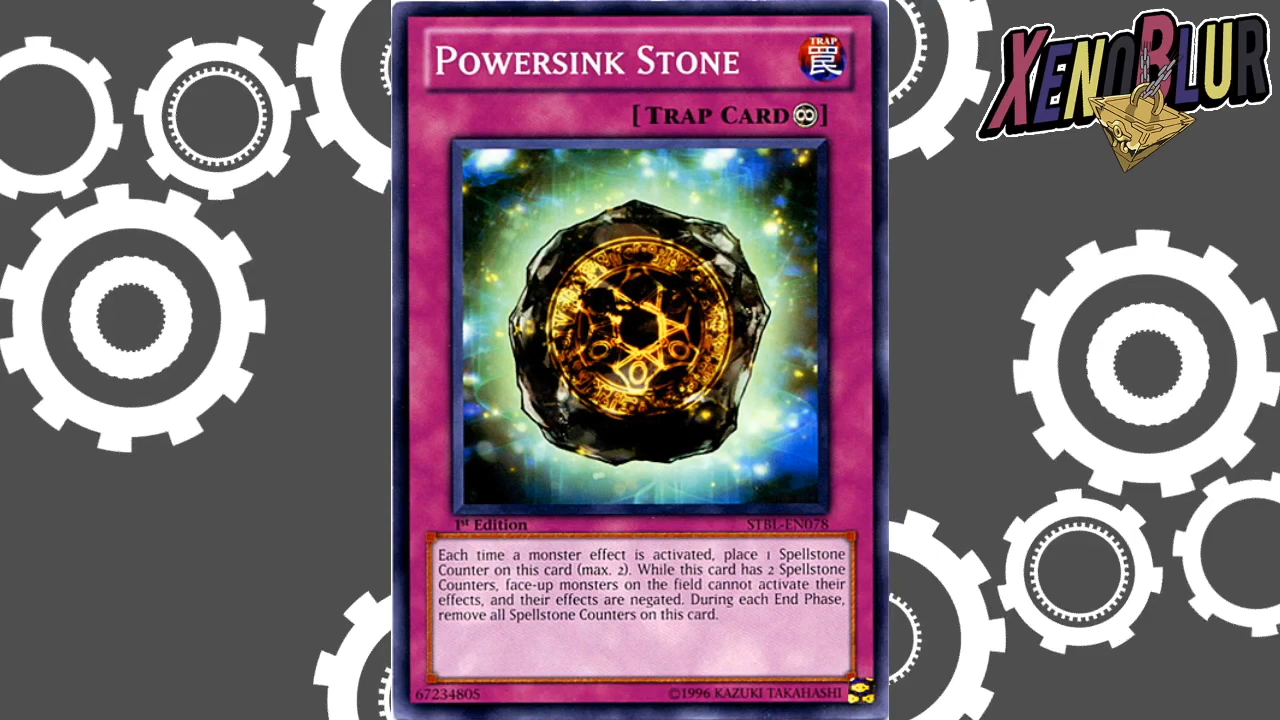 XENOBLUR
POWERSINK STONE
TRAP
罠
[TRAP CARD]
1st Edition
STBL-EN078
Each time a monster effect is activated, place 1 Spellstone
Counter on this card (max. 2). While this card has 2 Spellstone
Counters, face-up monsters on the field cannot activate their
effects, and their effects are negated. During each End Phase,
remove all Spellstone Counters on this card.
67234805
©1996 KAZUKI TAKAHASHI